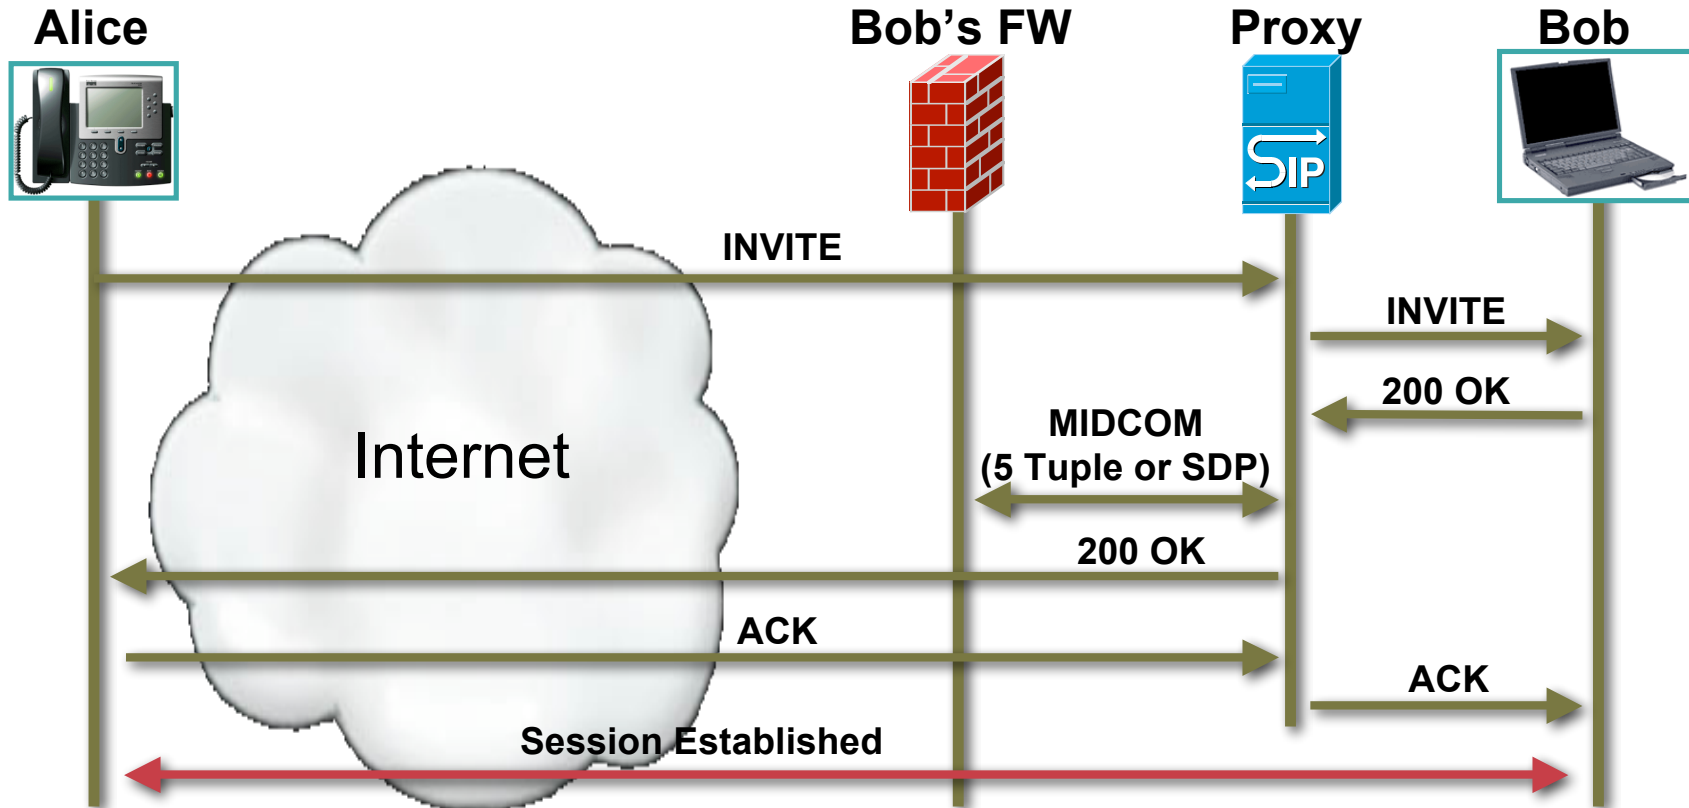 Alice
Bob’s FW
Proxy
Bob
SIP
INVITE
INVITE
200 OK
MIDCOM
(5 Tuple or SDP)
Internet
200 OK
ACK
ACK
Session Established